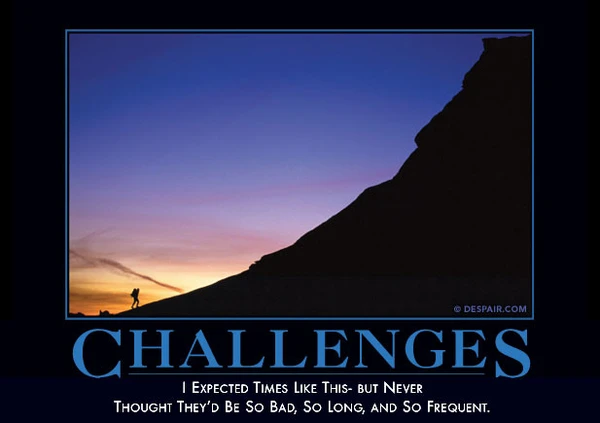 © DESPAIR.COM
CHALLENGES
I EXPECTED TIMES LIKE THIS- BUT NEVER
THOUGHT THEY'D BE SO BAD, SO LONG, AND SO FREQUENT.